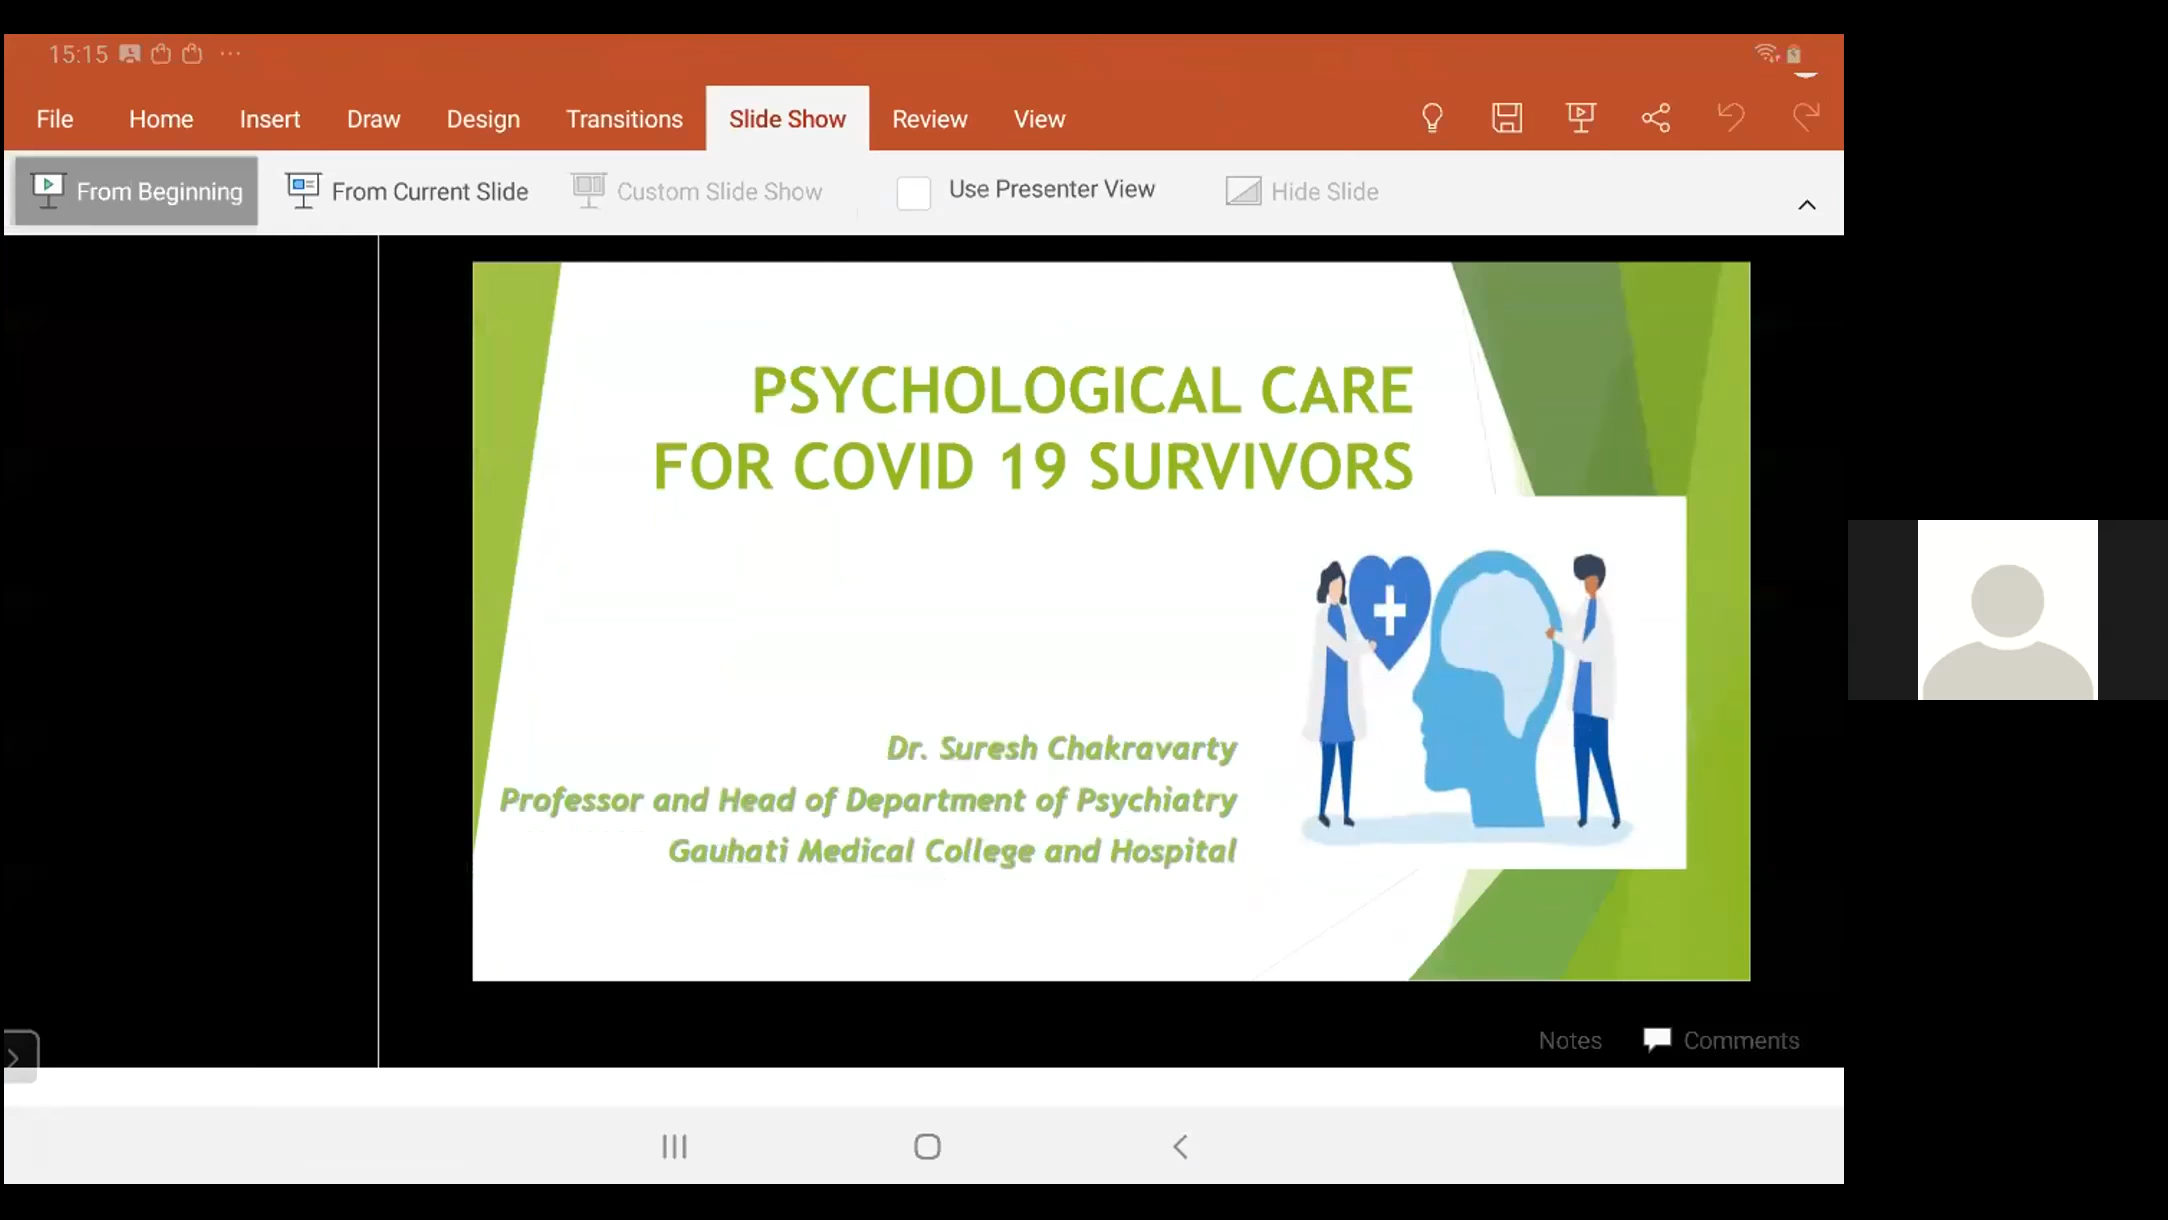 15:15
File Home Insert Draw Design Transitions Slide Show Review View
From Beginning From Current Slide Custom Slide Show Use Presenter View Hide Slide
PSYCHOLOGICAL CARE
FOR COVID 19 SURVIVORS
Dr. Suresh Chakravarty
Professor and Head of Department of Psychiatry
Gauhati Medical College and Hospital
Notes Comments